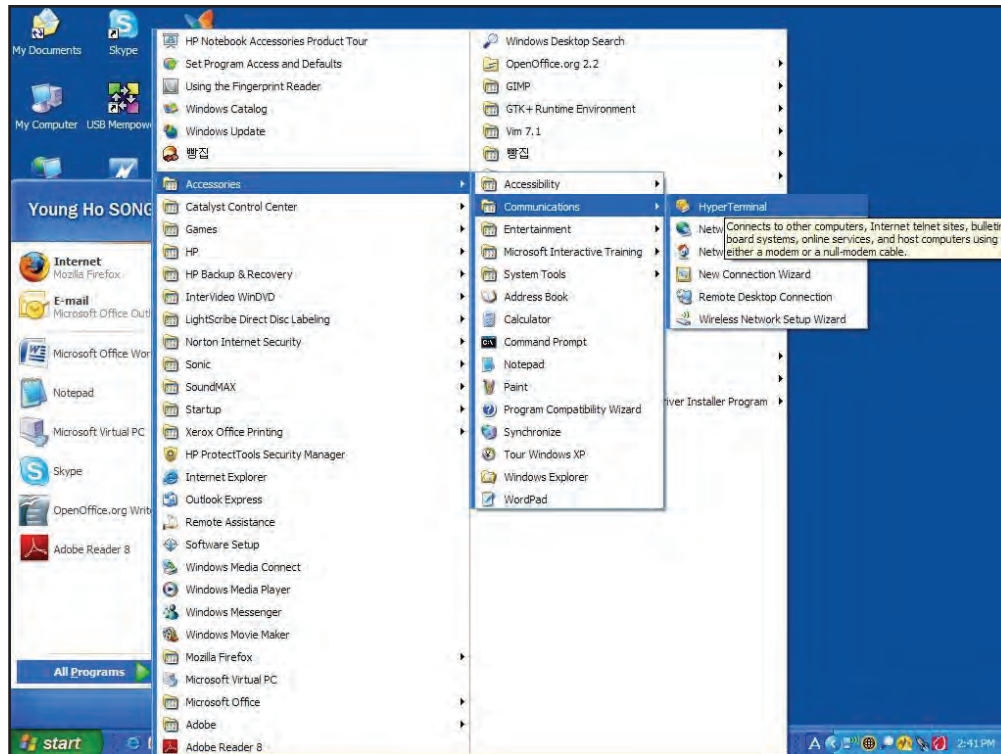 My Documents
Skype
My Computer
USB Mempow
Young Ho SONG
Internet
Mozilla Firefox
E-mail
Microsoft Office Outl
Microsoft Office Wor
Notepad
Microsoft Virtual PC
Skype
OpenOffice.org Write
Adobe Reader 8
All Programs
start
HP Notebook Accessories Product Tour
Set Program Access and Defaults
Using the Fingerprint Reader
Windows Catalog
Windows Update
빵집
Accessories
Catalyst Control Center
Games
HP
HP Backup & Recovery
InterVideo WinDVD
LightScribe Direct Disc Labeling
Norton Internet Security
Sonic
SoundMAX
Startup
Xerox Office Printing
HP ProtectTools Security Manager
Internet Explorer
Outlook Express
Remote Assistance
Software Setup
Windows Media Connect
Windows Media Player
Windows Messenger
Windows Movie Maker
Mozilla Firefox
Microsoft Virtual PC
Microsoft Office
Adobe
Adobe Reader 8
Windows Desktop Search
OpenOffice.org 2.2
GIMP
GTK+ Runtime Environment
Vim 7.1
빵집
Accessibility
Communications
Entertainment
Microsoft Interactive Training
System Tools
Address Book
Calculator
Command Prompt
Notepad
Paint
Program Compatibility Wizard
Synchronize
Tour Windows XP
Windows Explorer
WordPad
iver Installer Program
HyperTerminal
Netw
Netw
New Connection Wizard
Remote Desktop Connection
Wireless Network Setup Wizard
Connects to other computers, Internet telnet sites, bulletin
board systems, online services, and host computers using
either a modem or a null-modem cable.
A
2:41 PM